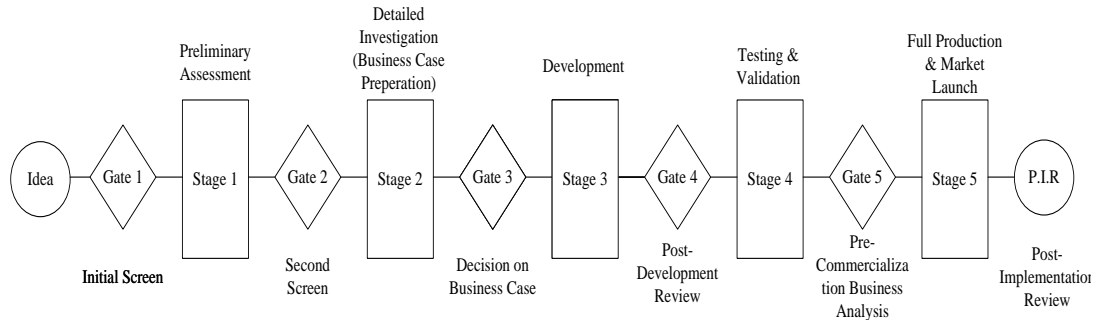 Preliminary
Assessment
Detailed
Investigation
(Business Case
Preperation)
Development
Testing &
Validation
Full Production
& Market
Launch
Idea
Gate 1
Stage 1
Gate 2
Stage 2
Gate 3
Stage 3
Gate 4
Stage 4
Gate 5
Stage 5
P.I.R
Initial Screen
Second
Screen
Decision on
Business Case
Post-
Development
Review
Pre-
Commercializa
tion Business
Analysis
Post-
Implementation
Review